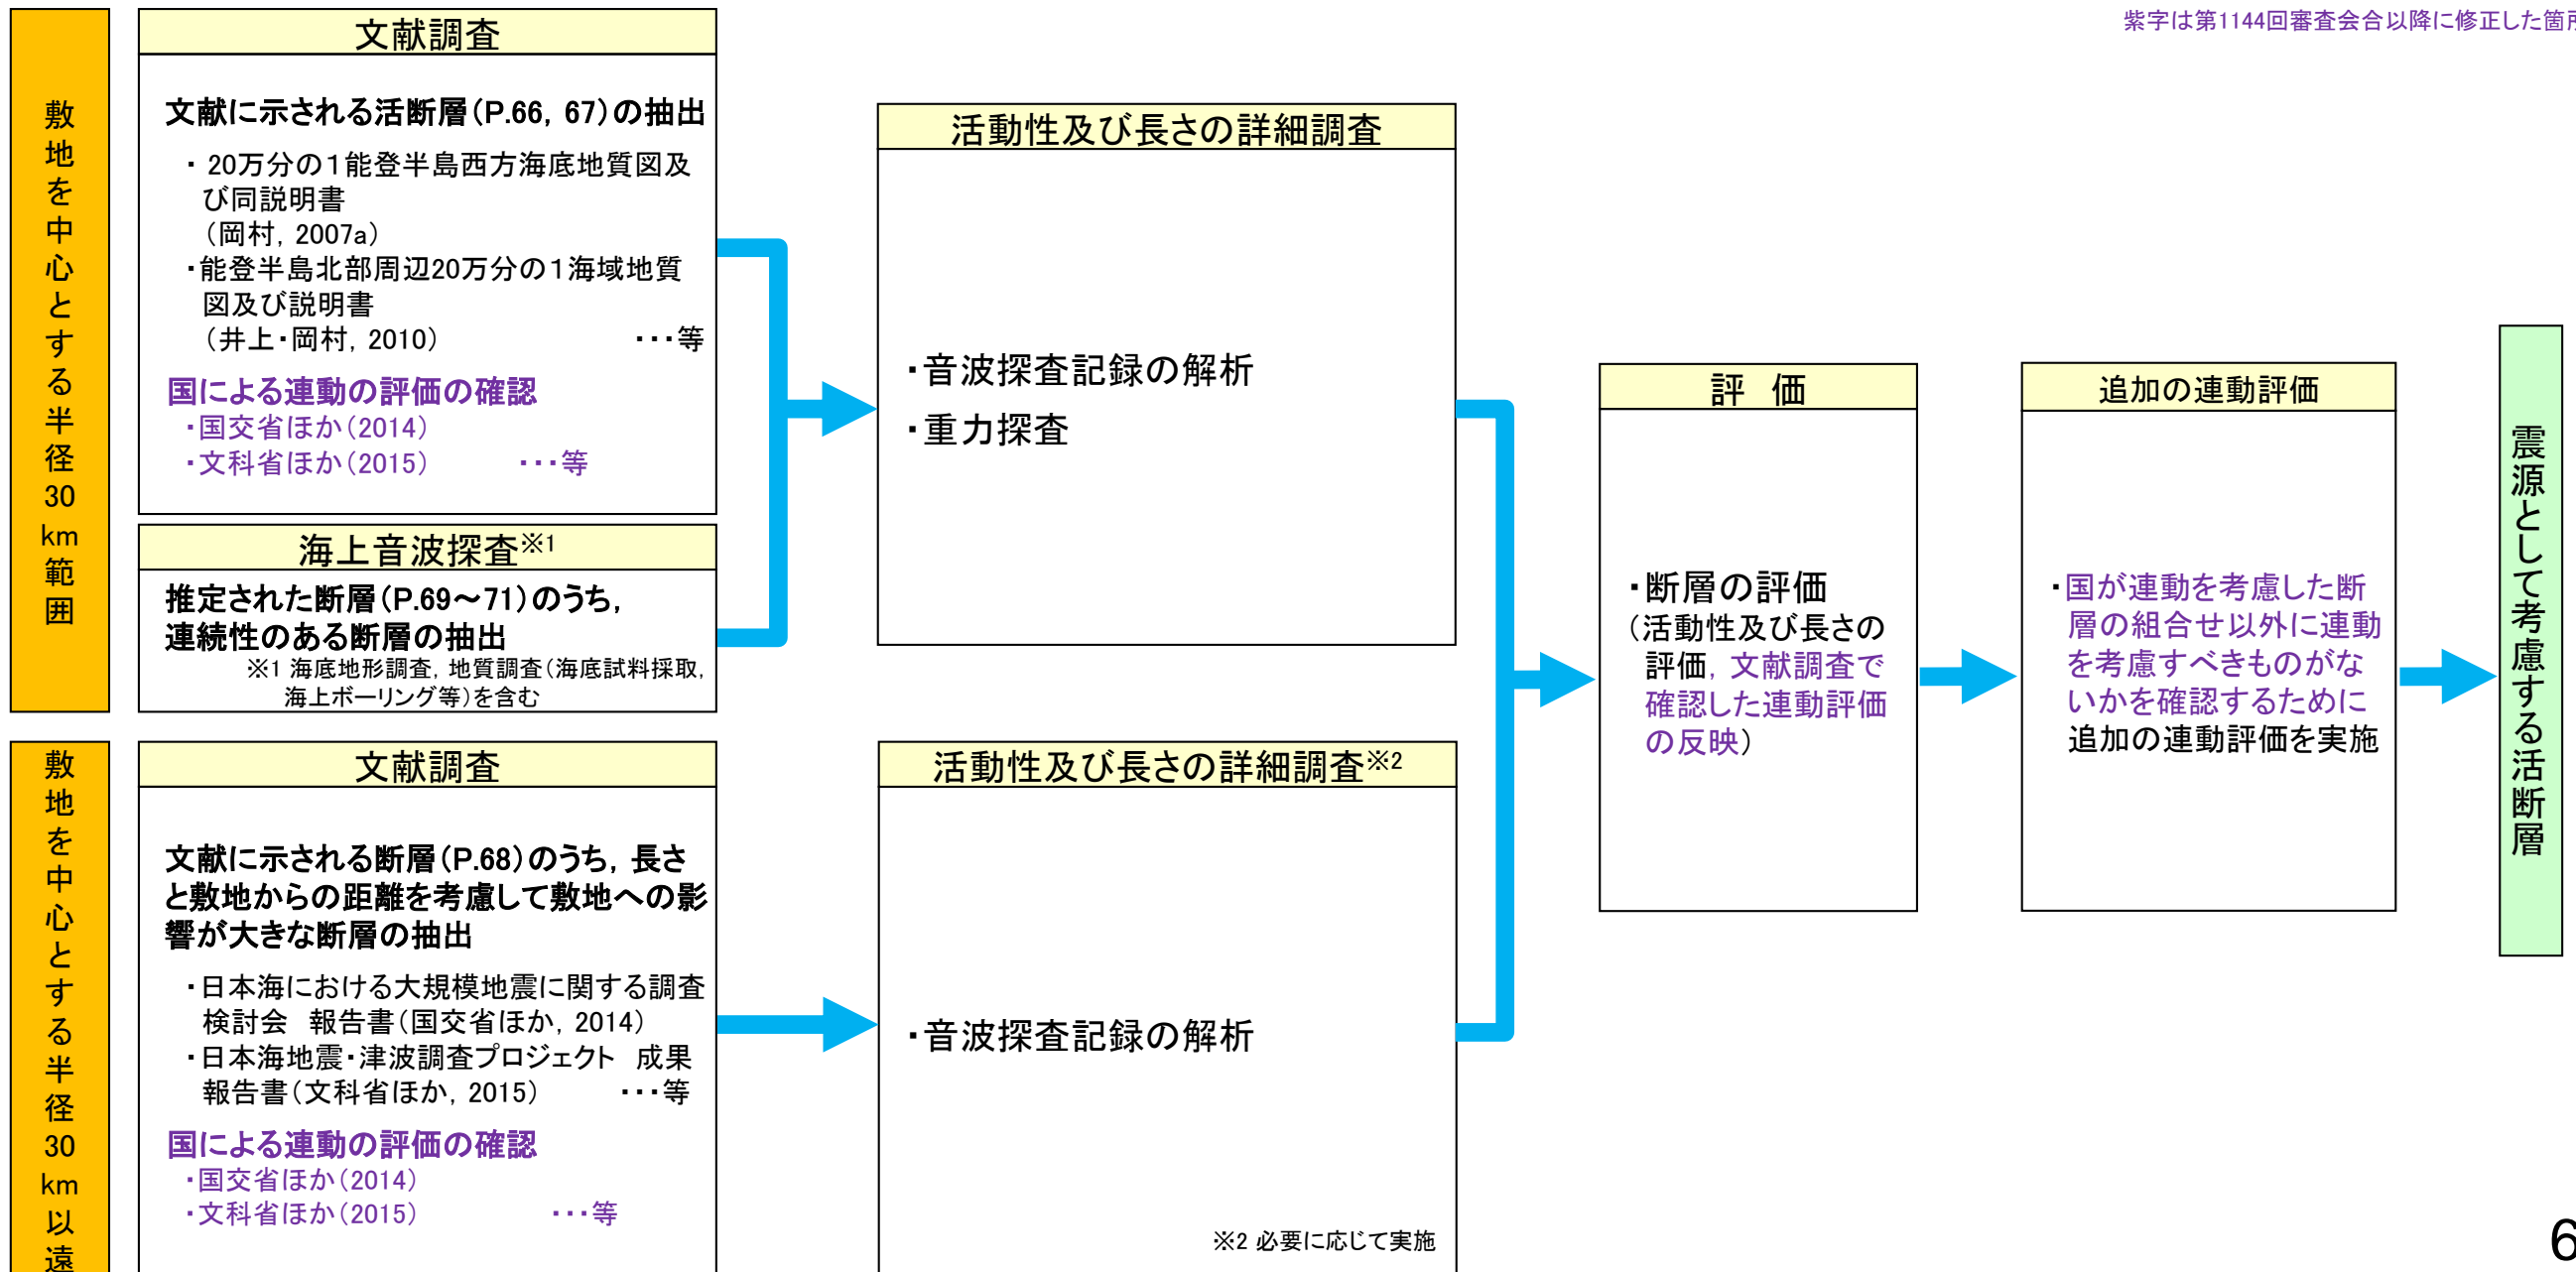 紫字は第1144回審査会合以降に修正した箇所
敷地を中心とする半径30km範囲
文献調査
文献に示される活断層(P.66, 67)の抽出
・20万分の1能登半島西方海底地質図及
び同説明書
(岡村, 2007a)
・能登半島北部周辺20万分の1海域地質
図及び説明書
(井上・岡村, 2010) ・・・等
国による連動の評価の確認
・国交省ほか(2014)
・文科省ほか(2015) ・・・等
海上音波探査※1
推定された断層(P.69～71)のうち,
連続性のある断層の抽出
※1 海底地形調査, 地質調査(海底試料採取,
海上ボーリング等)を含む
活動性及び長さの詳細調査
・音波探査記録の解析
・重力探査
敷地を中心とする半径30km以遠
文献調査
文献に示される断層(P.68)のうち, 長さ
と敷地からの距離を考慮して敷地への影
響が大きな断層の抽出
・日本海における大規模地震に関する調査
検討会 報告書(国交省ほか, 2014)
・日本海地震・津波調査プロジェクト 成果
報告書(文科省ほか, 2015) ・・・等
国による連動の評価の確認
・国交省ほか(2014)
・文科省ほか(2015) ・・・等
活動性及び長さの詳細調査※2
・音波探査記録の解析
※2 必要に応じて実施
評 価
・断層の評価
(活動性及び長さの
評価, 文献調査で
確認した連動評価
の反映)
追加の連動評価
・国が連動を考慮した断
層の組合せ以外に連動
を考慮すべきものがな
いかを確認するために
追加の連動評価を実施
震源として考慮する活断層